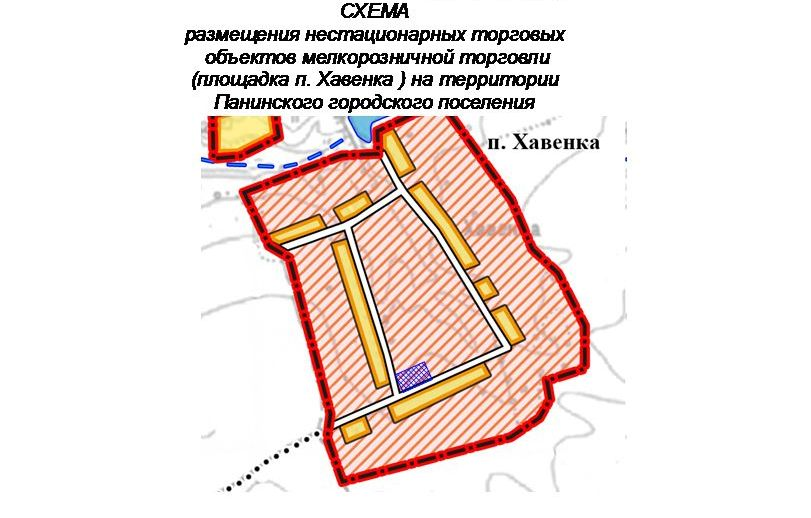 СХЕМА
размещения нестационарных торговых
объектов мелкорозничной торговли
(площадка п. Хавенка ) на территории
Панинского городского поселения
п. Хавенка